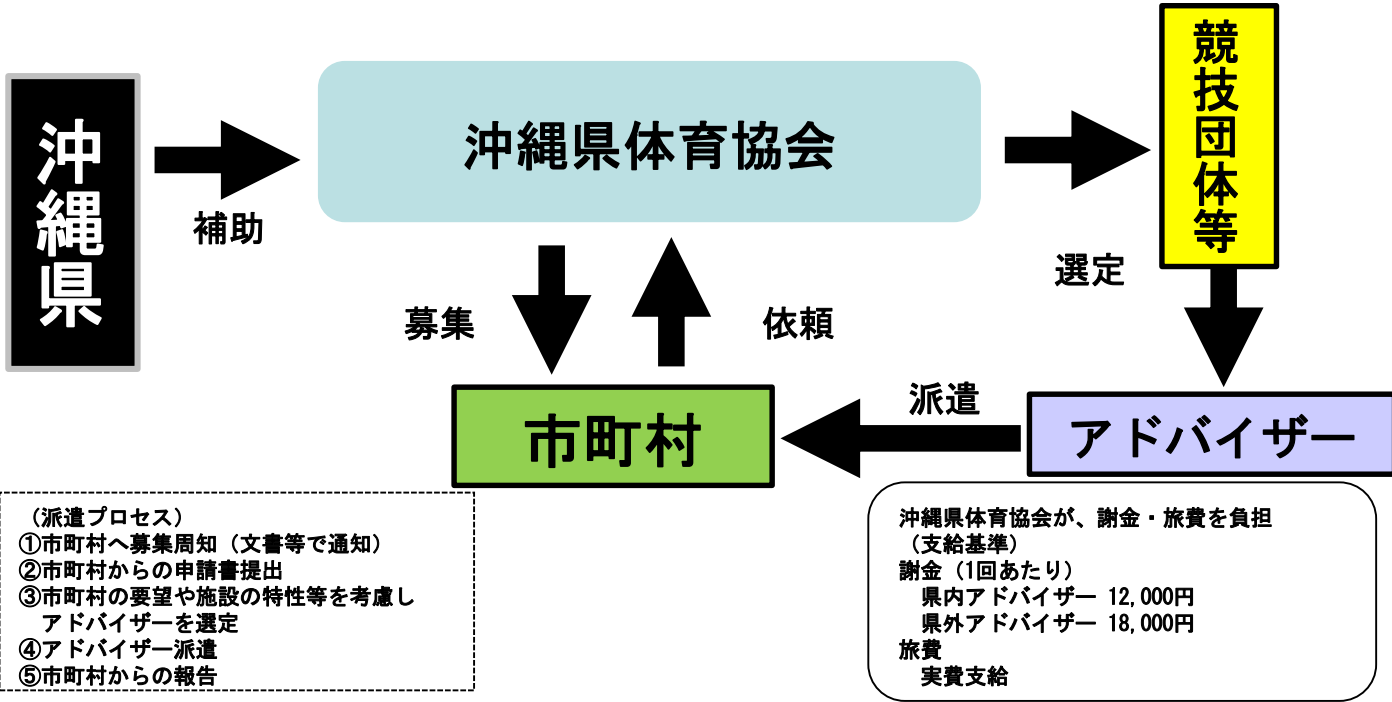 沖縄県
補助
沖縄県体育協会
競技団体等
選定
募集
依頼
市町村
派遣
アドバイザー
（派遣プロセス）
①市町村へ募集周知（文書等で通知）
②市町村からの申請書提出
③市町村の要望や施設の特性等を考慮し
アドバイザーを選定
④アドバイザー派遣
⑤市町村からの報告
沖縄県体育協会が、謝金・旅費を負担
（支給基準）
謝金（1回あたり）
県内アドバイザー 12,000円
県外アドバイザー 18,000円
旅費
実費支給